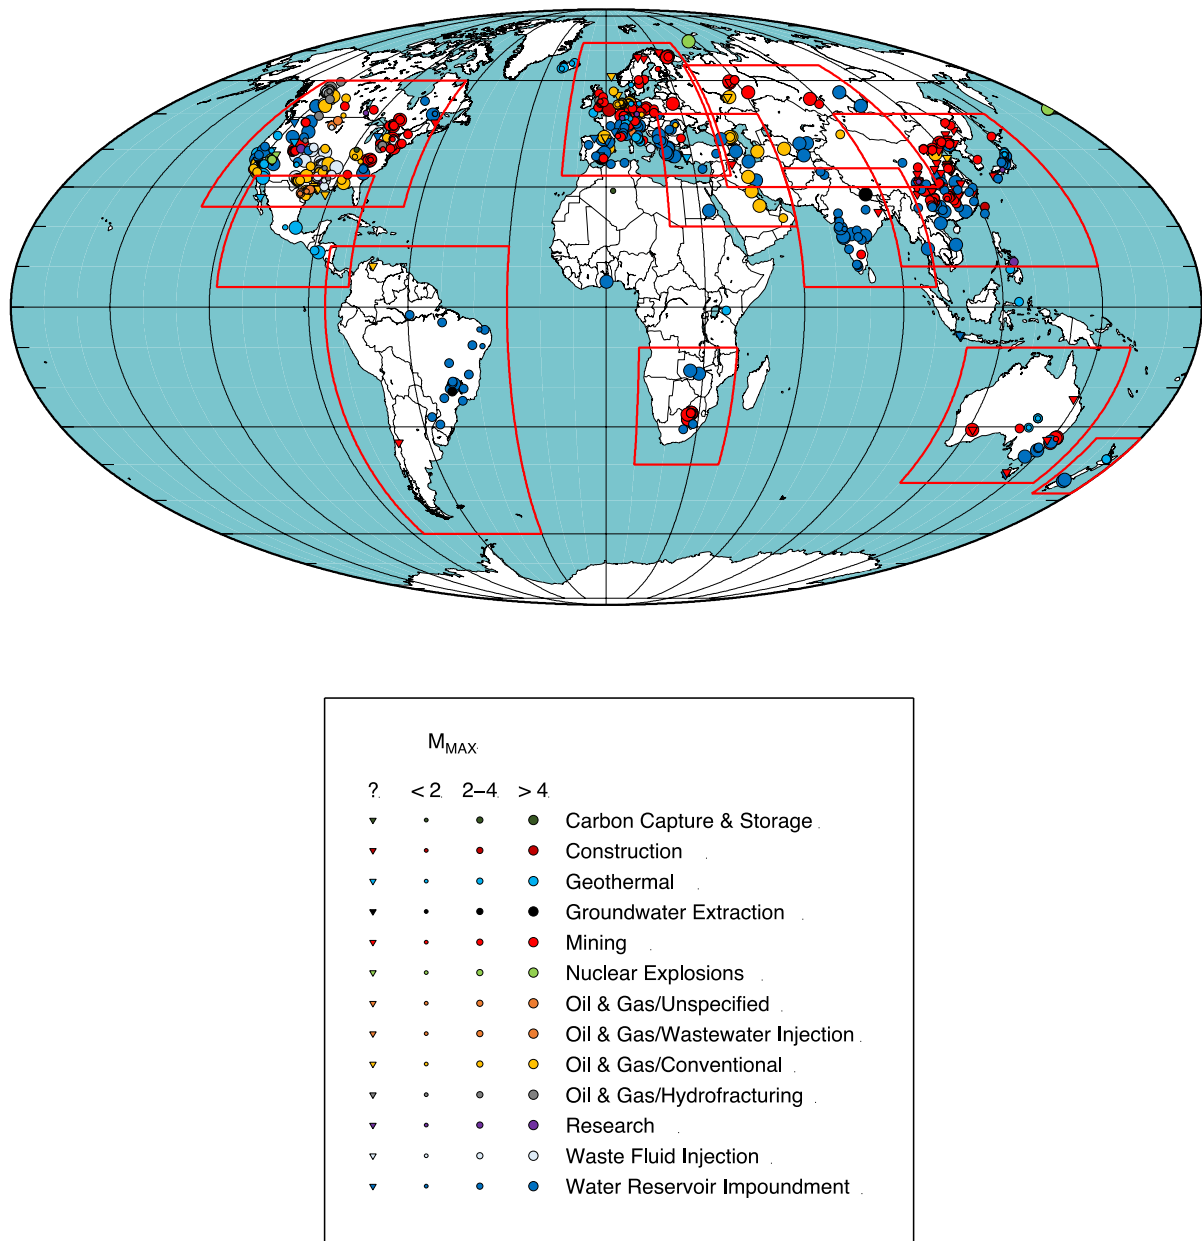 MMAX
? < 2 2–4 > 4
Carbon Capture & Storage
Construction
Geothermal
Groundwater Extraction
Mining
Nuclear Explosions
Oil & Gas/Unspecified
Oil & Gas/Wastewater Injection
Oil & Gas/Conventional
Oil & Gas/Hydrofracturing
Research
Waste Fluid Injection
Water Reservoir Impoundment